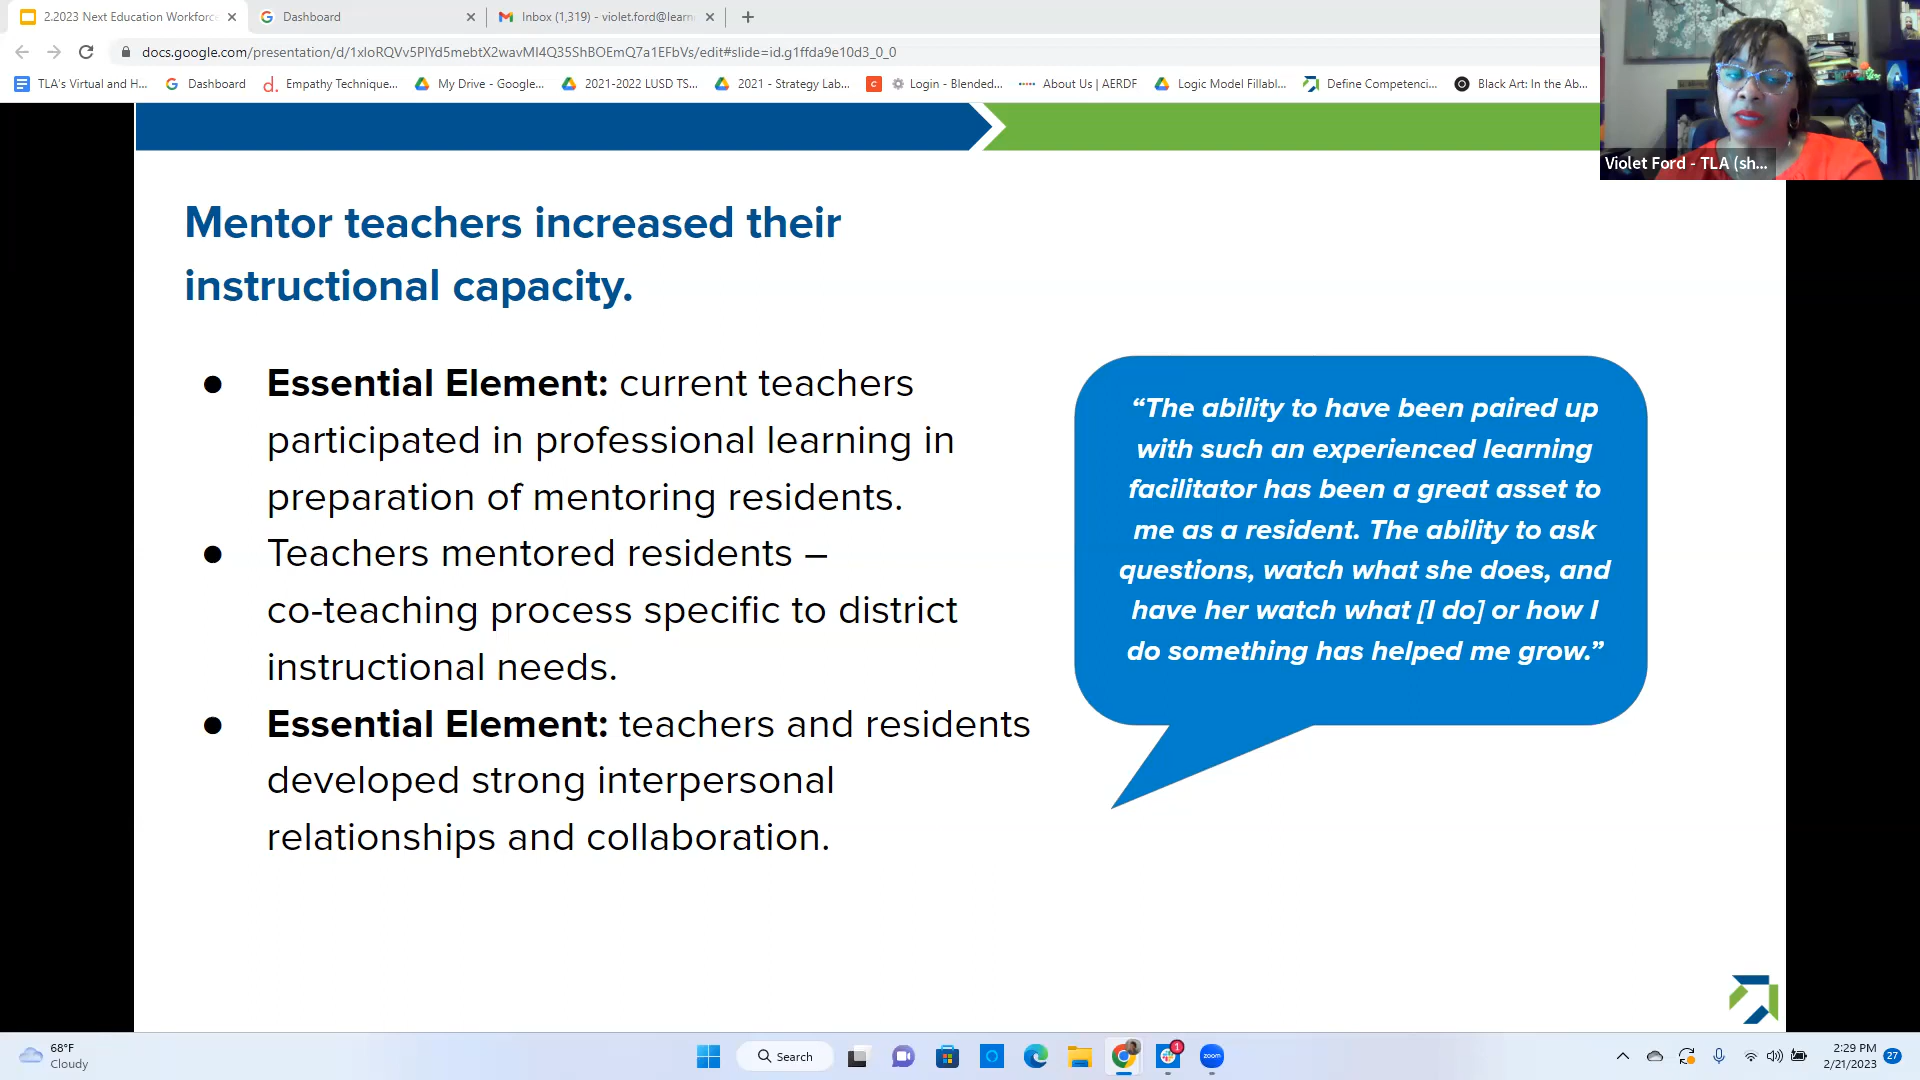 2.2023 Next Education Workforc
Dashboard
Inbox (1,319) - violet.ford@learn
docs.google.com/presentation/d/1xIoRQVv5PIYd5mebtX2wavMI4Q35ShBOEmQ7a1EFbVs/edit#slide=id.g1ffda9e10d3_0_0
TLA's Virtual and H...
Dashboard
Empathy Technique...
My Drive - Google...
2021-2022 LUSD TS...
2021 - Strategy Lab...
Login - Blended...
About Us | AERDF
Logic Model Fillabl...
Define Competenci...
Black Art: In the Ab...
Violet Ford - TLA (sh...
Mentor teachers increased their
instructional capacity.
● Essential Element: current teachers
participated in professional learning in
preparation of mentoring residents.
● Teachers mentored residents –
co-teaching process specific to district
instructional needs.
● Essential Element: teachers and residents
developed strong interpersonal
relationships and collaboration.
“The ability to have been paired up
with such an experienced learning
facilitator has been a great asset to
me as a resident. The ability to ask
questions, watch what she does, and
have her watch what [I do] or how I
do something has helped me grow.”
68°F
Cloudy
Search
1
zoom
2:29 PM
2/21/2023
27